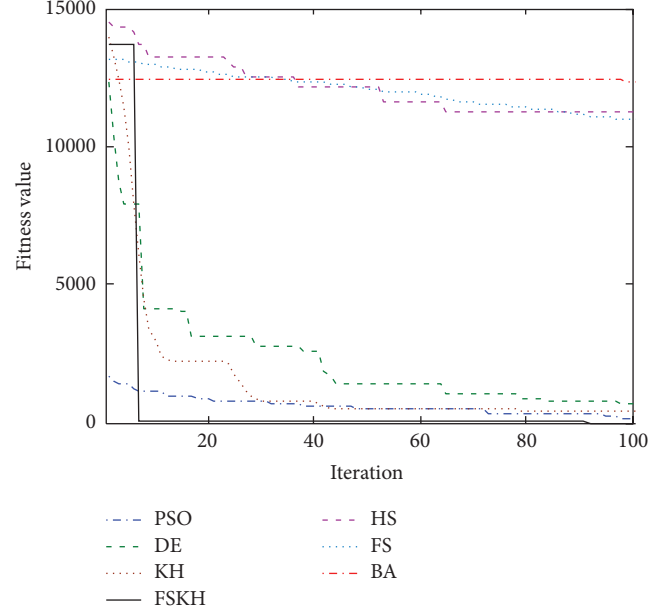 15000
10000
5000
0
Fitness value
20
40
60
80
100
Iteration
PSO
DE
KH
FSKH
HS
FS
BA